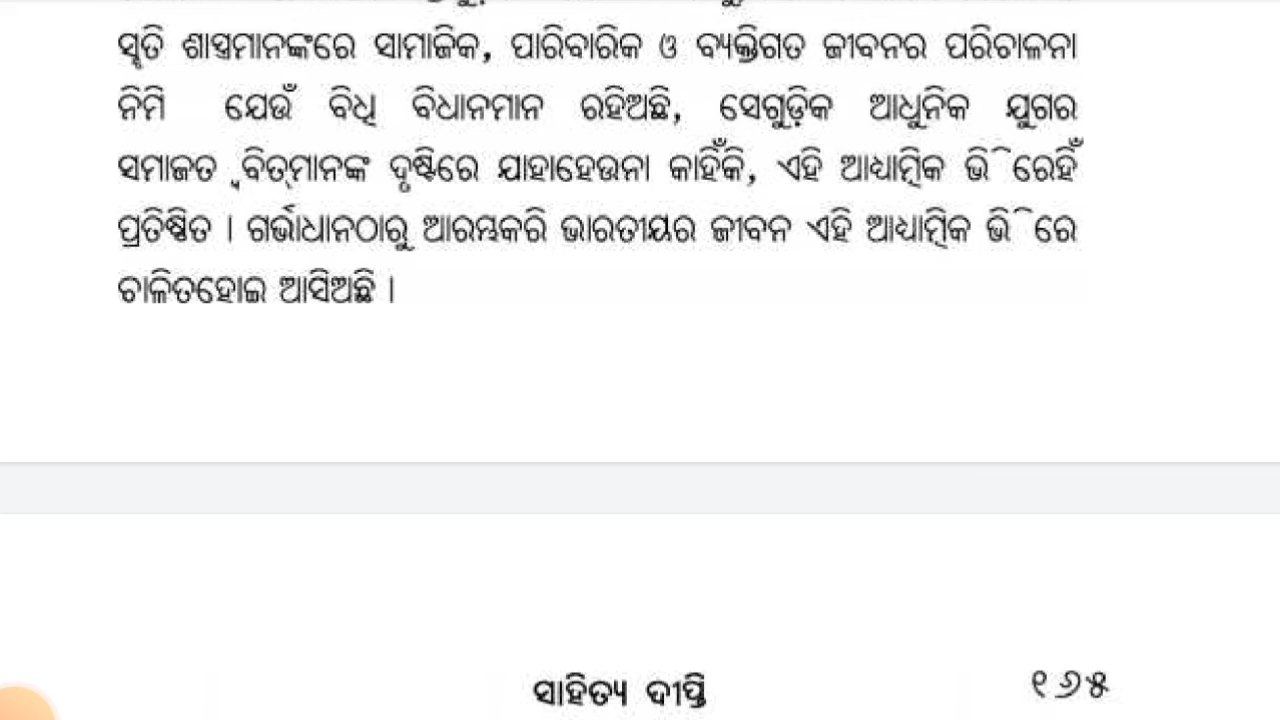 ସ୍ମୃତି ଶାସ୍ତ୍ରମାନଙ୍କରେ ସାମାଜିକ, ପାରିବାରିକ ଓ ବ୍ୟକ୍ତିଗତ ଜୀବନର ପରିଚାଳନା
ନିମି ଯେଉଁ ବିଧି ବିଧାନମାନ ରହିଅଛି, ସେଗୁଡ଼ିକ ଆଧୁନିକ ଯୁଗର
ସମାଜତ ୍ୱବିତ୍‌ମାନଙ୍କ ଦୃଷ୍ଟିରେ ଯାହାହେଉନା କାହିଁକି, ଏହି ଆଧ୍ୟାତ୍ମିକ ଭିିରେହିଁ
ପ୍ରତିଷ୍ଠିତ । ଗର୍ଭାଧାନଠାରୁ ଆରମ୍ଭକରି ଭାରତୀୟର ଜୀବନ ଏହି ଆଧ୍ୟାତ୍ମିକ ଭିିରେ
ଚାଳିତହୋଇ ଆସିଅଛି ।
ସାହିତ୍ୟ ଦୀପ୍ତି ୧୬୫